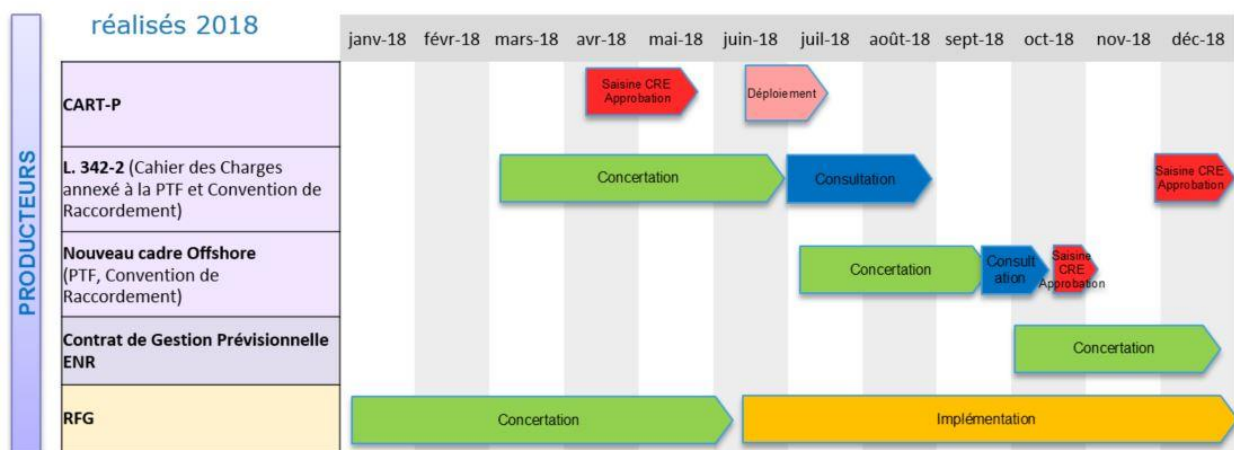 réalisés 2018
janv-18 févr-18 mars-18 avr-18 mai-18 juin-18 juil-18 août-18 sept-18 oct-18 nov-18 déc-18
PRODUCTEURS
CART-P
Saisine CRE
Approbation
Déploiement
L. 342-2 (Cahier des Charges
annexé à la PTF et Convention de
Raccordement)
Concertation
Consultation
Saisine CRE
Approbation
Nouveau cadre Offshore
(PTF, Convention de
Raccordement)
Concertation
Consult
ation
Saisine
CRE
Approbation
Contrat de Gestion Prévisionnelle
ENR
Concertation
RFG
Concertation
Implémentation